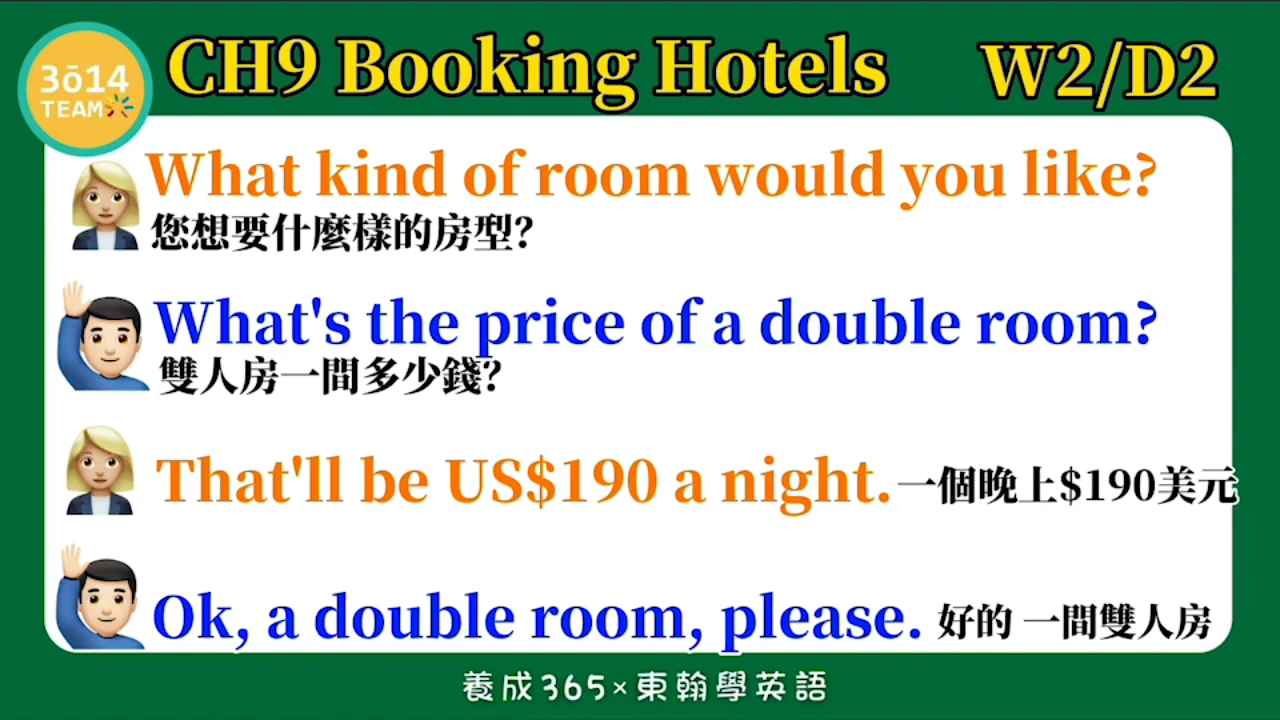 3ō14
TEAM
CH9 Booking Hotels
W2/D2
What kind of room would you like?
您想要什麼樣的房型?
What's the price of a double room?
雙人房一間多少錢?
That'll be US$190 a night.一個晚上$190美元
Ok, a double room, please. 好的 一間雙人房
養成365×東翰學英語